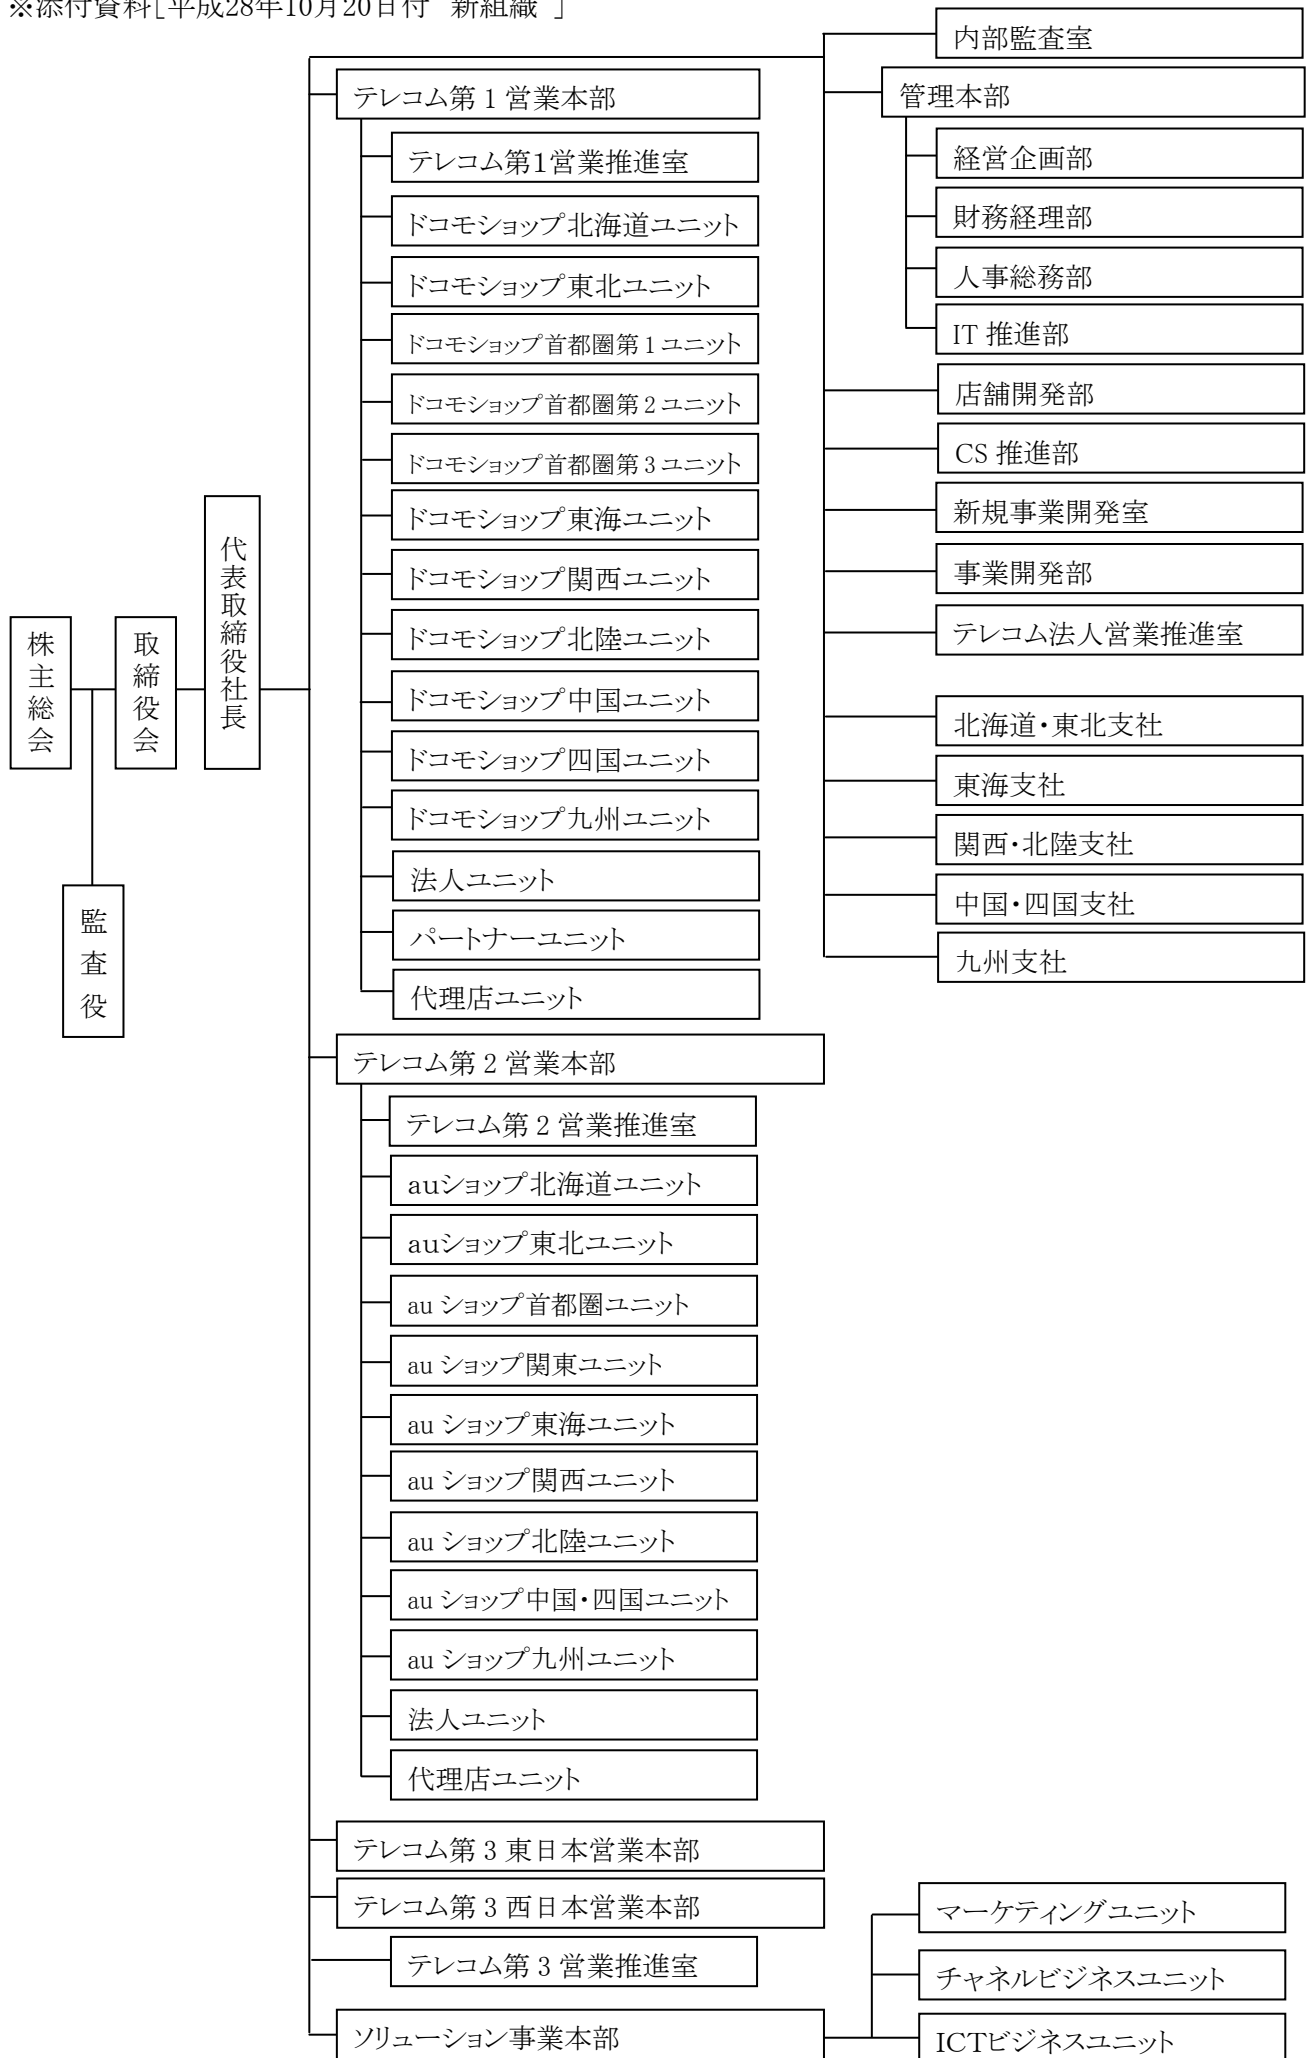 ※添付資料[平成28年10月20日付 新組織 ]
株主総会
取締役会
代表取締役社長
監査役
テレコム第1営業本部
テレコム第1営業推進室
ドコモショップ北海道ユニット
ドコモショップ東北ユニット
ドコモショップ首都圏第1ユニット
ドコモショップ首都圏第2ユニット
ドコモショップ首都圏第3ユニット
ドコモショップ東海ユニット
ドコモショップ関西ユニット
ドコモショップ北陸ユニット
ドコモショップ中国ユニット
ドコモショップ四国ユニット
ドコモショップ九州ユニット
法人ユニット
パートナーユニット
代理店ユニット
テレコム第2営業本部
テレコム第2営業推進室
auショップ北海道ユニット
auショップ東北ユニット
auショップ首都圏ユニット
auショップ関東ユニット
auショップ東海ユニット
auショップ関西ユニット
auショップ北陸ユニット
auショップ中国・四国ユニット
auショップ九州ユニット
法人ユニット
代理店ユニット
テレコム第3東日本営業本部
テレコム第3西日本営業本部
テレコム第3営業推進室
ソリューション事業本部
マーケティングユニット
チャネルビジネスユニット
ICTビジネスユニット
内部監査室
管理本部
経営企画部
財務経理部
人事総務部
IT推進部
店舗開発部
CS推進部
新規事業開発室
事業開発部
テレコム法人営業推進室
北海道・東北支社
東海支社
関西・北陸支社
中国・四国支社
九州支社